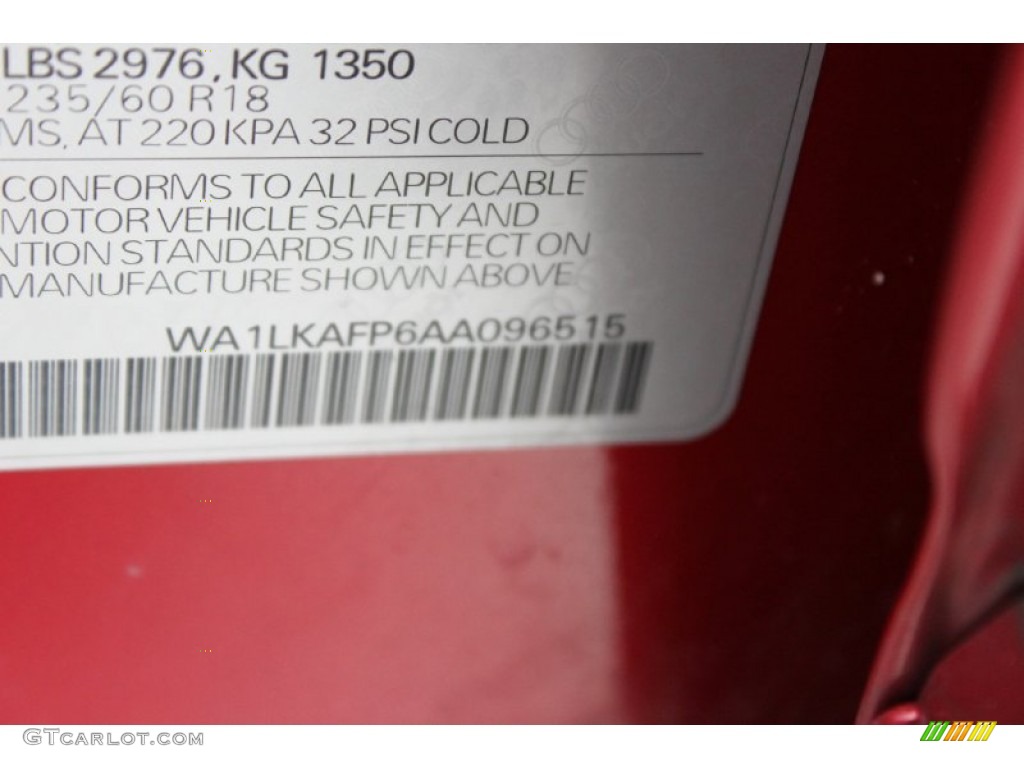 LBS 2976, KG 1350
235/60 R18
MS, AT 220 KPA 32 PSI COLD
CONFORMS TO ALL APPLICABLE
MOTOR VEHICLE SAFETY AND
NTION STANDARDS IN EFFECT ON
MANUFACTURE SHOWN ABOVE
WA1LKAFP6AA096515
GTCARLOT.COM